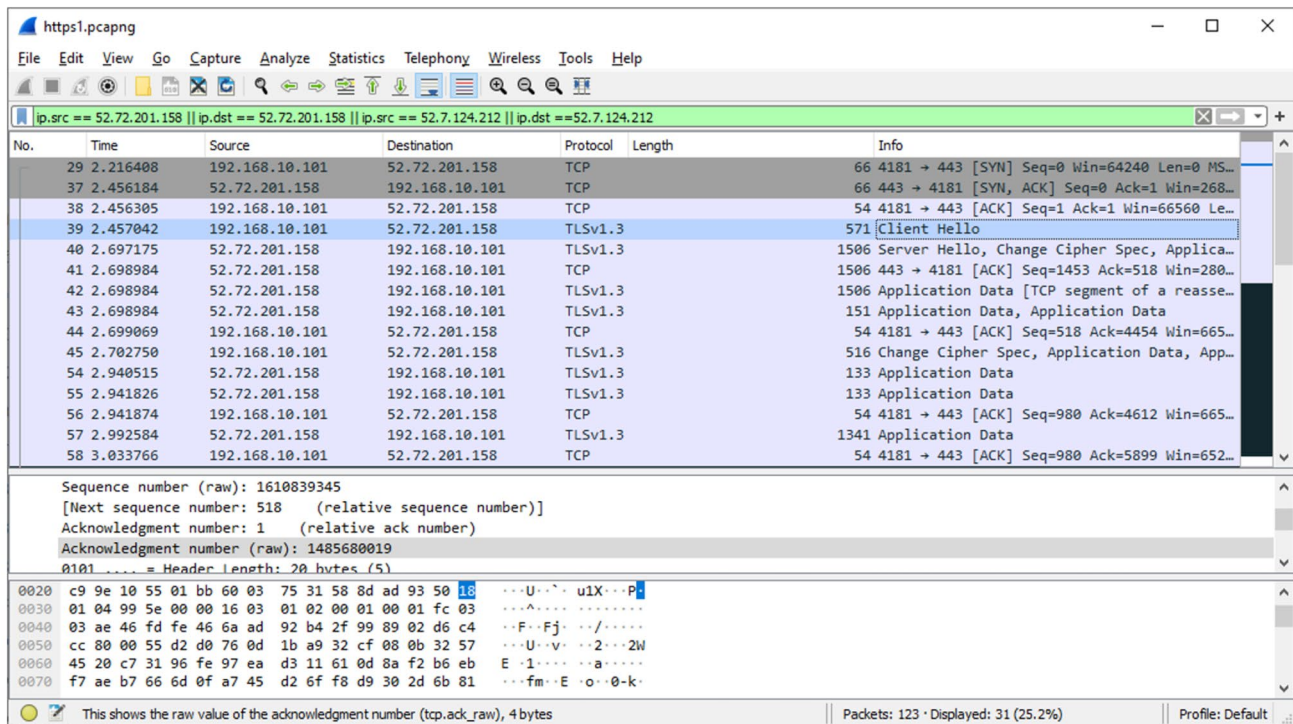 https1.pcapng
File Edit View Go Capture Analyze Statistics Telephony Wireless Tools Help
ip.src == 52.72.201.158 || ip.dst == 52.72.201.158 || ip.src == 52.7.124.212 || ip.dst ==52.7.124.212
No. Time Source Destination Protocol Length Info
29 2.216408 192.168.10.101 52.72.201.158 TCP 66 4181 → 443 [SYN] Seq=0 Win=64240 Len=0 MS…
37 2.456184 52.72.201.158 192.168.10.101 TCP 66 443 → 4181 [SYN, ACK] Seq=0 Ack=1 Win=268…
38 2.456305 192.168.10.101 52.72.201.158 TCP 54 4181 → 443 [ACK] Seq=1 Ack=1 Win=66560 Le…
39 2.457042 192.168.10.101 52.72.201.158 TLSv1.3 571 Client Hello
40 2.697175 52.72.201.158 192.168.10.101 TLSv1.3 1506 Server Hello, Change Cipher Spec, Applica…
41 2.698984 52.72.201.158 192.168.10.101 TCP 1506 443 → 4181 [ACK] Seq=1453 Ack=518 Win=280…
42 2.698984 52.72.201.158 192.168.10.101 TLSv1.3 1506 Application Data [TCP segment of a reasse…
43 2.698984 52.72.201.158 192.168.10.101 TLSv1.3 151 Application Data, Application Data
44 2.699069 192.168.10.101 52.72.201.158 TCP 54 4181 → 443 [ACK] Seq=518 Ack=4454 Win=665…
45 2.702750 192.168.10.101 52.72.201.158 TLSv1.3 516 Change Cipher Spec, Application Data, App…
54 2.940515 52.72.201.158 192.168.10.101 TLSv1.3 133 Application Data
55 2.941826 52.72.201.158 192.168.10.101 TLSv1.3 133 Application Data
56 2.941874 192.168.10.101 52.72.201.158 TCP 54 4181 → 443 [ACK] Seq=980 Ack=4612 Win=665…
57 2.992584 52.72.201.158 192.168.10.101 TLSv1.3 1341 Application Data
58 3.033766 192.168.10.101 52.72.201.158 TCP 54 4181 → 443 [ACK] Seq=980 Ack=5899 Win=652…
Sequence number (raw): 1610839345
[Next sequence number: 518 (relative sequence number)]
Acknowledgment number: 1 (relative ack number)
Acknowledgment number (raw): 1485680019
0101 .... = Header Length: 20 bytes (5)
0020 c9 9e 10 55 01 bb 60 03 75 31 58 8d ad 93 50 18 ···U··`· u1X···P·
0030 01 04 99 5e 00 00 16 03 01 02 00 01 00 01 fc 03 ···^···· ········
0040 03 ae 46 fd fe 46 6a ad 92 b4 2f 99 89 02 d6 c4 ··F··Fj· ··/·····
0050 cc 80 00 55 d2 d0 76 0d 1b a9 32 cf 08 0b 32 57 ···U··v· ··2···2W
0060 45 20 c7 31 96 fe 97 ea d3 11 61 0d 8a f2 b6 eb E ·1···· ··a·····
0070 f7 ae b7 66 6d 0f a7 45 d2 6f f8 d9 30 2d 6b 81 ···fm··E ·o··0-k·
This shows the raw value of the acknowledgment number (tcp.ack_raw), 4 bytes Packets: 123 · Displayed: 31 (25.2%) Profile: Default